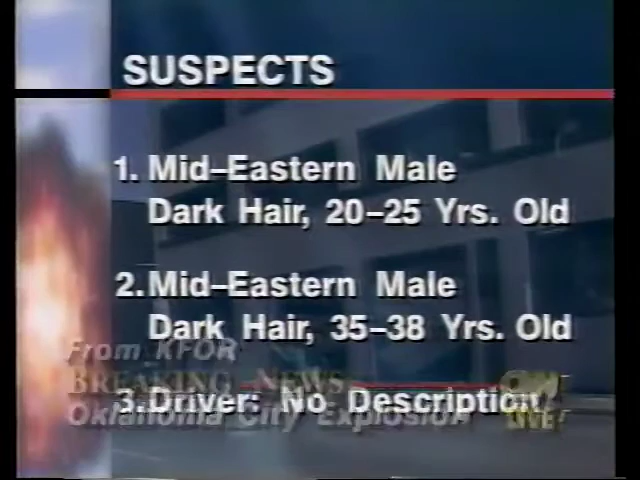 SUSPECTS
1. Mid-Eastern Male
Dark Hair, 20-25 Yrs. Old
2. Mid-Eastern Male
Dark Hair, 35-38 Yrs. Old
From KFOR
BREAKING NEWS
3. Driver: No Description
Oklahoma City Explosion
CNN
LIVE